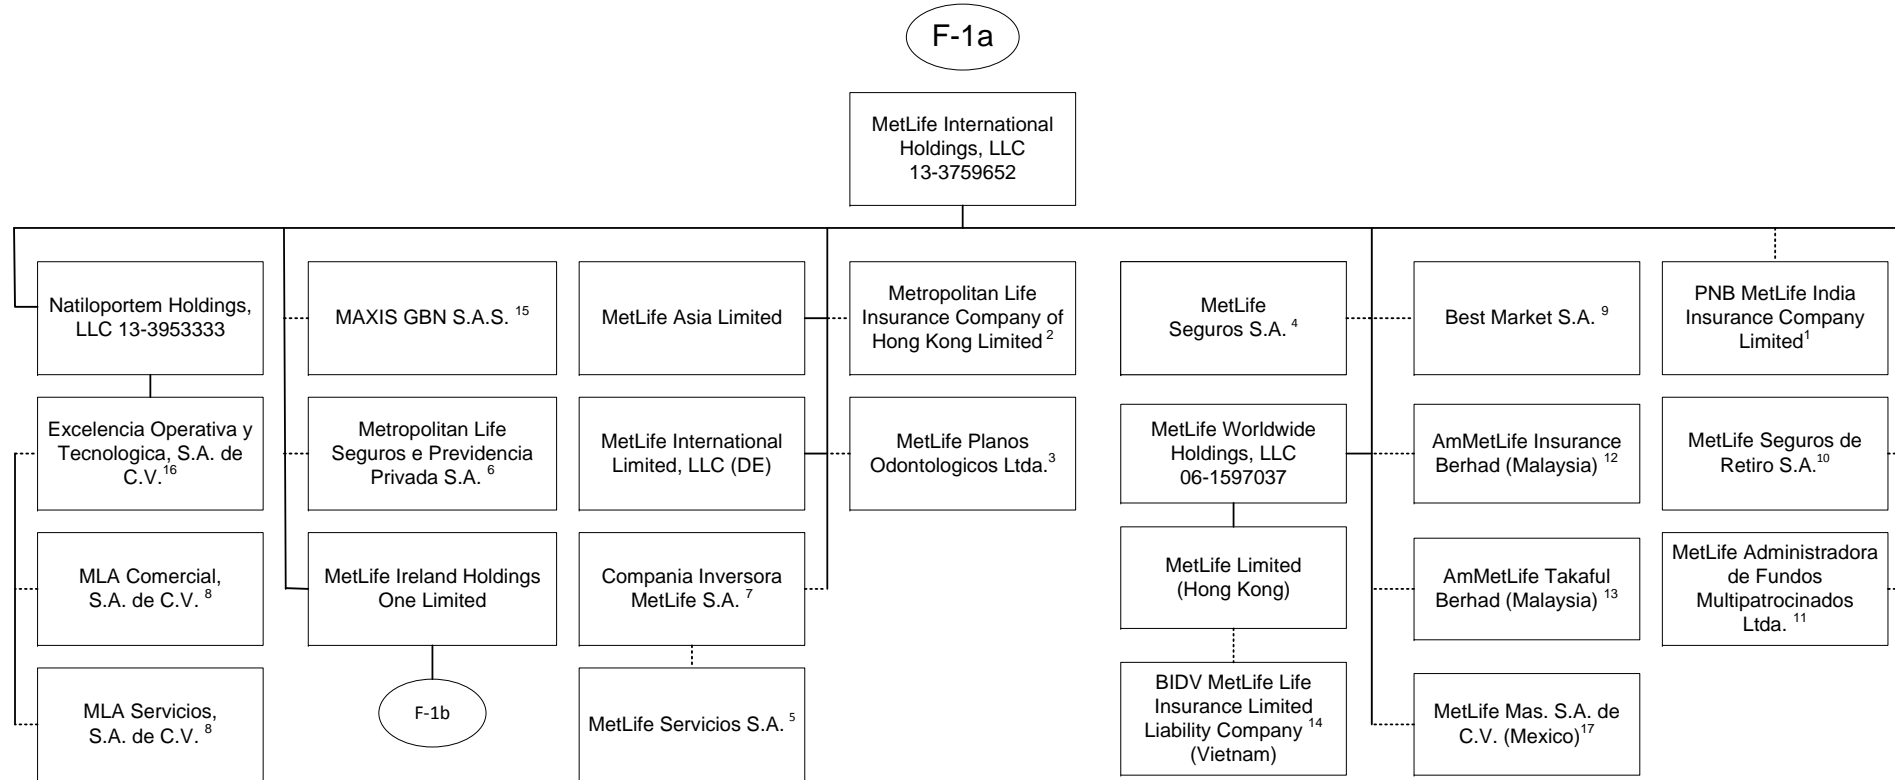 F-1a
MetLife International
Holdings, LLC
13-3759652
Natiloportem Holdings,
LLC 13-3953333
MAXIS GBN S.A.S. 15
MetLife Asia Limited
Metropolitan Life
Insurance Company of
Hong Kong Limited 2
MetLife
Seguros S.A. 4
Best Market S.A. 9
PNB MetLife India
Insurance Company
Limited1
Excelencia Operativa y
Tecnologica, S.A. de
C.V.16
Metropolitan Life
Seguros e Previdencia
Privada S.A. 6
MetLife International
Limited, LLC (DE)
MetLife Planos
Odontologicos Ltda.3
MetLife Worldwide
Holdings, LLC
06-1597037
AmMetLife Insurance
Berhad (Malaysia) 12
MetLife Seguros de
Retiro S.A.10
MLA Comercial,
S.A. de C.V. 8
MetLife Ireland Holdings
One Limited
Compania Inversora
MetLife S.A. 7
MetLife Limited
(Hong Kong)
AmMetLife Takaful
Berhad (Malaysia) 13
MetLife Administradora
de Fundos
Multipatrocinados
Ltda. 11
MLA Servicios,
S.A. de C.V. 8
F-1b
MetLife Servicios S.A. 5
BIDV MetLife Life
Insurance Limited
Liability Company 14
(Vietnam)
MetLife Mas. S.A. de
C.V. (Mexico)17